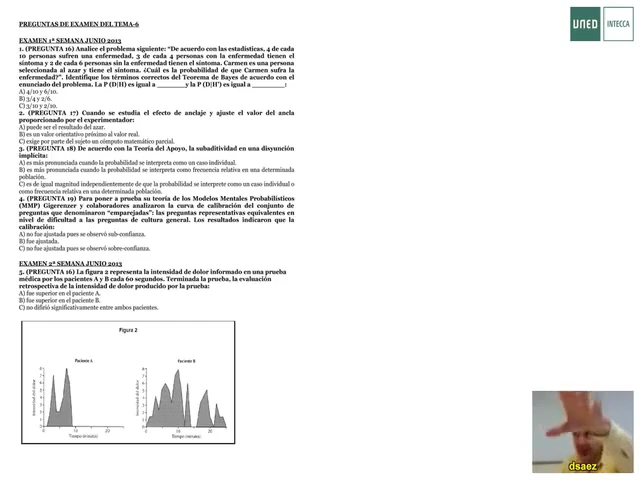 PREGUNTAS DE EXAMEN DEL TEMA-6
UNED
INTECCA
EXAMEN 1ª SEMANA JUNIO 2013
1. (PREGUNTA 16) Analice el problema siguiente: "De acuerdo con las estadísticas, 4 de cada
10 personas sufren una enfermedad, 3 de cada 4 personas con la enfermedad tienen el
síntoma y 2 de cada 6 personas sin la enfermedad tienen el síntoma. Carmen es una persona
seleccionada al azar y tiene el síntoma. ¿Cuál es la probabilidad de que Carmen sufra la
enfermedad?". Identifique los términos correctos del Teorema de Bayes de acuerdo con el
enunciado del problema. La P (D|H) es igual a ________y la P (D|H') es igual a _________:
A) 4/10 y 6/10.
B) 3/4 y 2/6.
C) 3/10 y 2/10.
2. (PREGUNTA 17) Cuando se estudia el efecto de anclaje y ajuste el valor del ancla
proporcionado por el experimentador:
A) puede ser el resultado del azar.
B) es un valor orientativo próximo al valor real.
C) exige por parte del sujeto un cómputo matemático parcial.
3. (PREGUNTA 18) De acuerdo con la Teoría del Apoyo, la subaditividad en una disyunción
implícita:
A) es más pronunciada cuando la probabilidad se interpreta como un caso individual.
B) es más pronunciada cuando la probabilidad se interpreta como frecuencia relativa en una determinada
población.
C) es de igual magnitud independientemente de que la probabilidad se interprete como un caso individual o
como frecuencia relativa en una determinada población.
4. (PREGUNTA 19) Para poner a prueba su teoría de los Modelos Mentales Probabilísticos
(MMP) Gigerenzer y colaboradores analizaron la curva de calibración del conjunto de
preguntas que denominaron "emparejadas": las preguntas representativas equivalentes en
nivel de dificultad a las preguntas de cultura general. Los resultados indicaron que la
calibración:
A) no fue ajustada pues se observó sub-confianza.
B) fue ajustada.
C) no fue ajustada pues se observó sobre-confianza.
EXAMEN 2ª SEMANA JUNIO 2013
5. (PREGUNTA 16) La figura 2 representa la intensidad de dolor informado en una prueba
médica por los pacientes A y B cada 60 segundos. Terminada la prueba, la evaluación
retrospectiva de la intensidad de dolor producido por la prueba:
A) fue superior en el paciente A.
B) fue superior en el paciente B.
C) no difirió significativamente entre ambos pacientes.
Figura 2
Paciente A
Paciente B
Intensidad del dolor
Tiempo (minutos)
Intensidad del dolor
Tiempo (minutos)
dsaez